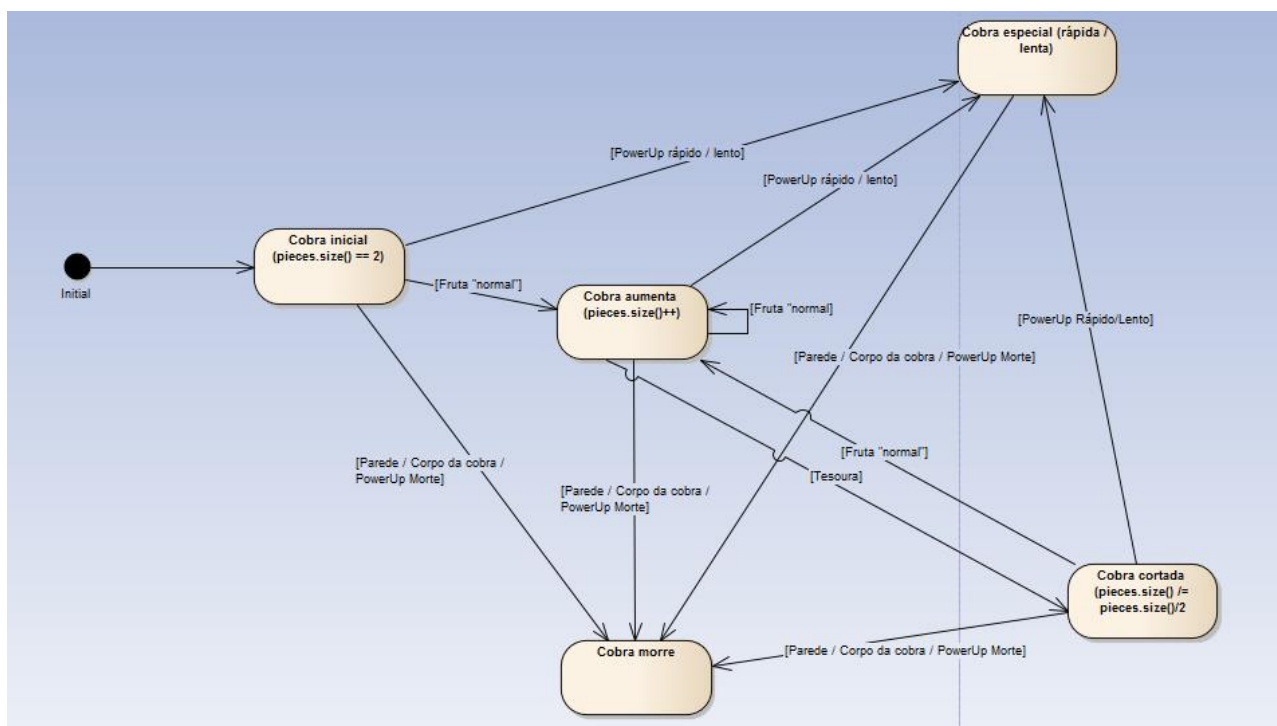 Cobra especial (rápida /
lenta)
[PowerUp rápido / lento]
[PowerUp rápido / lento]
Cobra inicial
(pieces.size() == 2)
Initial
[Fruta "normal"]
Cobra aumenta
(pieces.size()++)
[Fruta "normal]
[PowerUp Rápido/Lento]
[Parede / Corpo da cobra / PowerUp Morte]
[Fruta "normal"]
[Parede / Corpo da cobra /
PowerUp Morte]
[Tesoura]
[Parede / Corpo da cobra /
PowerUp Morte]
Cobra cortada
(pieces.size() /=
pieces.size()/2
Cobra morre
[Parede / Corpo da cobra / PowerUp Morte]